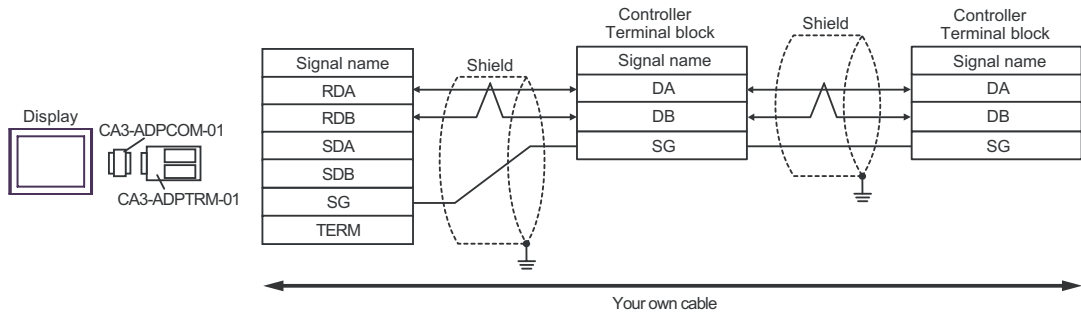 Display
CA3-ADPCOM-01
CA3-ADPTRM-01
Signal name
RDA
RDB
SDA
SDB
SG
TERM
Shield
Controller
Terminal block
Signal name
DA
DB
SG
Shield
Controller
Terminal block
Signal name
DA
DB
SG
Your own cable